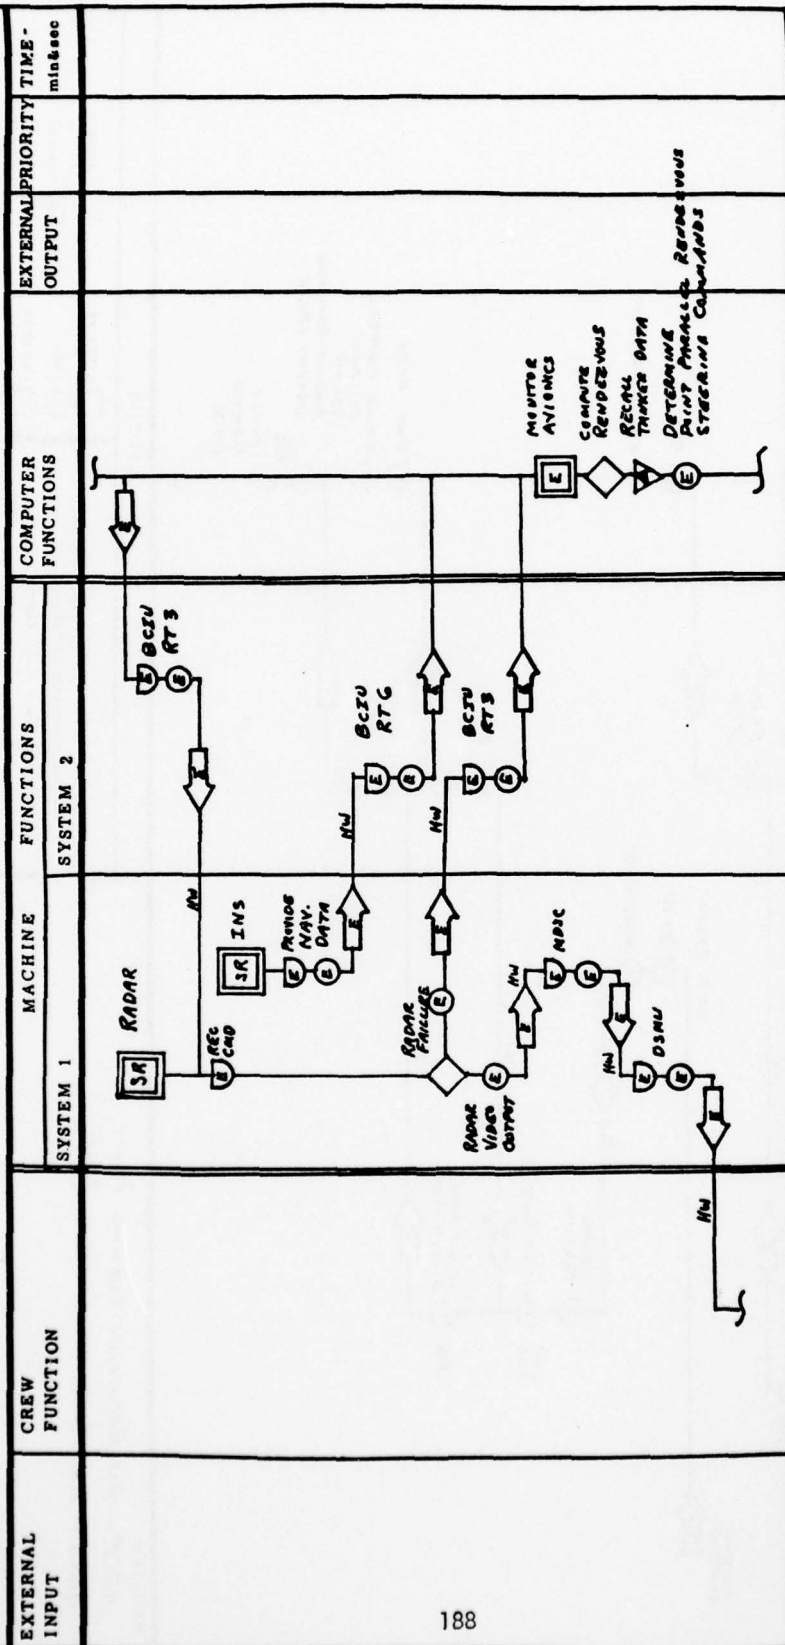 EXTERNAL
INPUT
CREW
FUNCTION
MACHINE FUNCTIONS
SYSTEM 1
SYSTEM 2
COMPUTER
FUNCTIONS
EXTERNAL
OUTPUT
PRIORITY
TIME-
min&sec
E
BCIU
RT 3
E
E
E
HW
RADAR
SR
REC
CMD
E
INS
SR
PROVIDE
NAV.
DATA
E
E
E
HW
BCIU
RT 6
E
E
E
RADAR
FAILURE
E
E
HW
BCIU
RT 3
E
E
E
RADAR
VIDEO
OUTPUT
E
E
HW
MDSC
E
E
E
HW
DSMU
E
E
E
HW
MONITOR
AVIONICS
E
COMPUTE
RENDEZVOUS
RECALL
TANKER DATA
DETERMINE
POINT PARALLEL RENDEZVOUS
STEERING COMMANDS
E
188